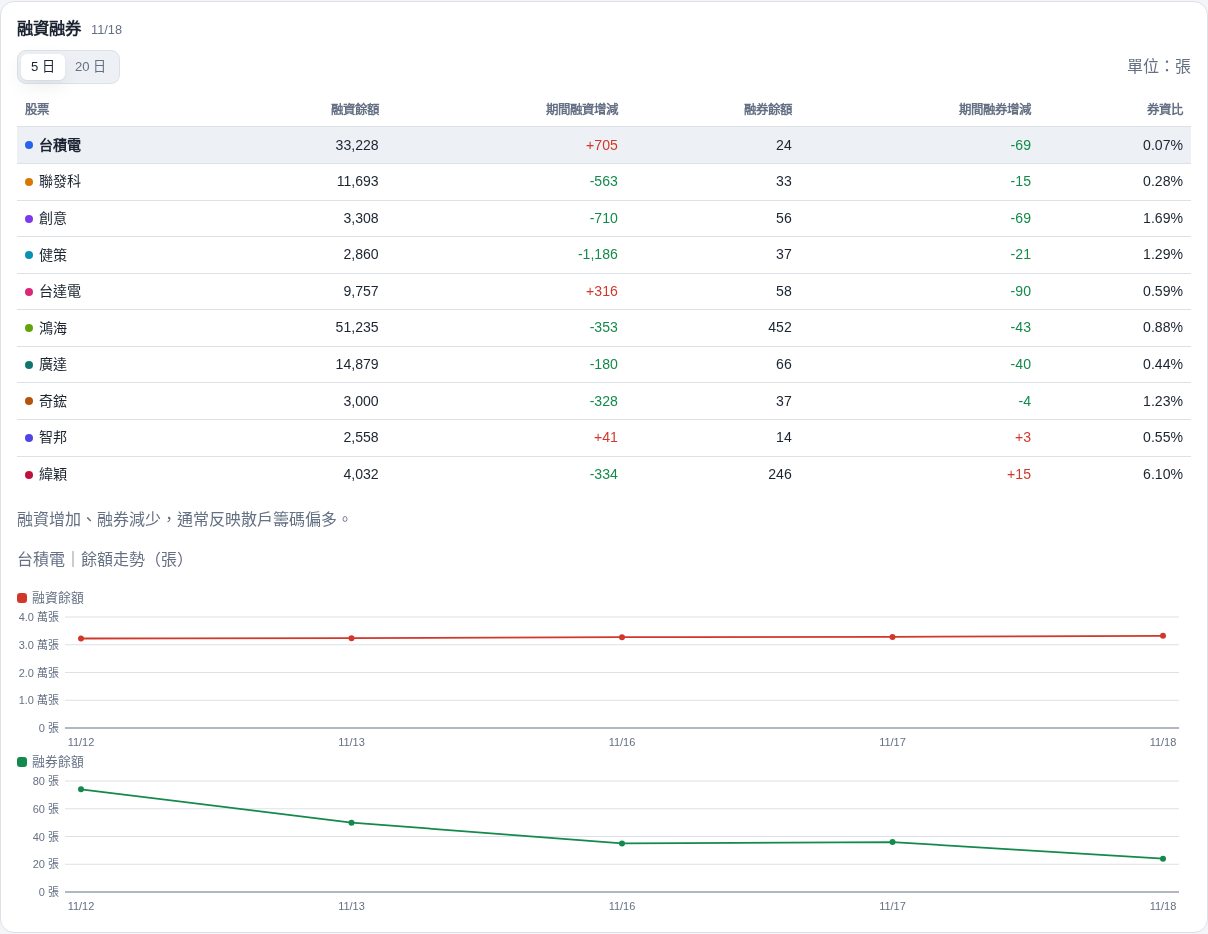 融資融券 11/18
5 日 20 日 單位：張
股票 融資餘額 期間融資增減 融券餘額 期間融券增減 券資比
台積電 33,228 +705 24 -69 0.07%
聯發科 11,693 -563 33 -15 0.28%
創意 3,308 -710 56 -69 1.69%
健策 2,860 -1,186 37 -21 1.29%
台達電 9,757 +316 58 -90 0.59%
鴻海 51,235 -353 452 -43 0.88%
廣達 14,879 -180 66 -40 0.44%
奇鋐 3,000 -328 37 -4 1.23%
智邦 2,558 +41 14 +3 0.55%
緯穎 4,032 -334 246 +15 6.10%
融資增加、融券減少，通常反映散戶籌碼偏多。
台積電｜餘額走勢（張）
融資餘額
4.0 萬張
3.0 萬張
2.0 萬張
1.0 萬張
0 張
11/12 11/13 11/16 11/17 11/18
融券餘額
80 張
60 張
40 張
20 張
0 張
11/12 11/13 11/16 11/17 11/18